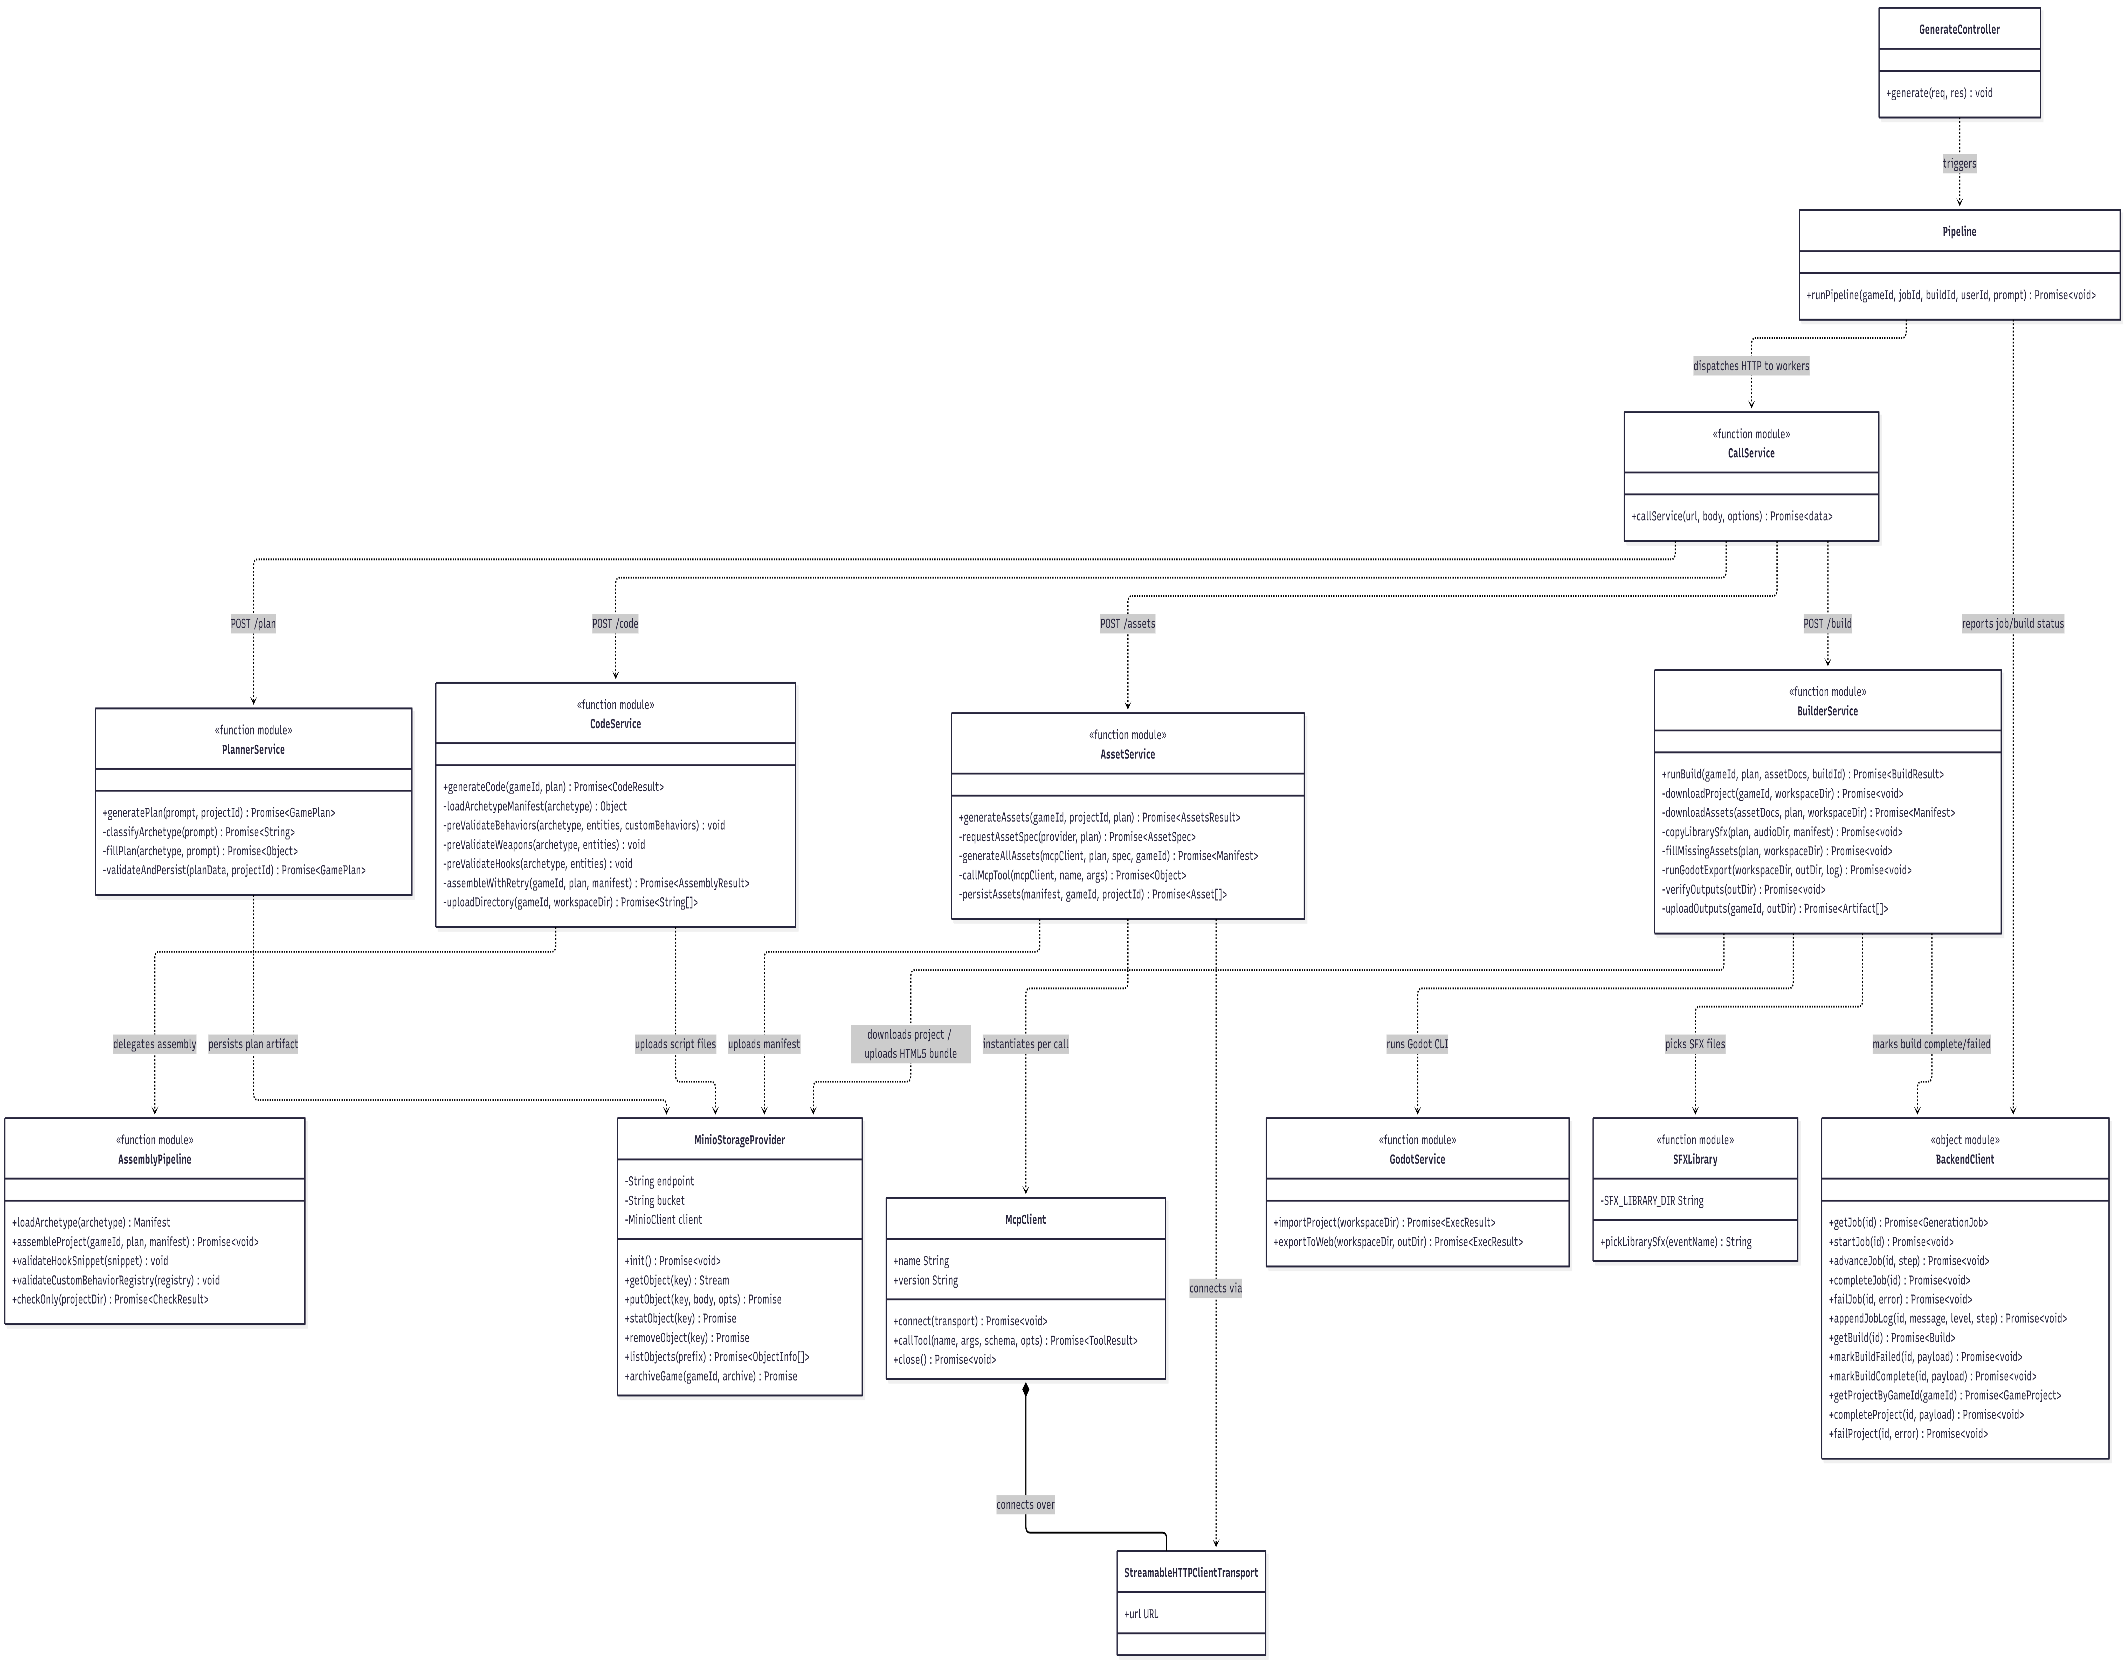 GenerateController
+generate(req, res) : void
triggers
Pipeline
+runPipeline(gameId, jobId, buildId, userId, prompt) : Promise<void>
dispatches HTTP to workers
«function module»
CallService
+callService(url, body, options) : Promise<data>
POST /plan
POST /code
POST /assets
POST /build
reports job/build status
«function module»
PlannerService
+generatePlan(prompt, projectId) : Promise<GamePlan>
-classifyArchetype(prompt) : Promise<String>
-fillPlan(archetype, prompt) : Promise<Object>
-validateAndPersist(planData, projectId) : Promise<GamePlan>
«function module»
CodeService
+generateCode(gameId, plan) : Promise<CodeResult>
-loadArchetypeManifest(archetype) : Object
-preValidateBehaviors(archetype, entities, customBehaviors) : void
-preValidateWeapons(archetype, entities) : void
-preValidateHooks(archetype, entities) : void
-assembleWithRetry(gameId, plan, manifest) : Promise<AssemblyResult>
-uploadDirectory(gameId, workspaceDir) : Promise<String[]>
«function module»
AssetService
+generateAssets(gameId, projectId, plan) : Promise<AssetsResult>
-requestAssetSpec(provider, plan) : Promise<AssetSpec>
-generateAllAssets(mcpClient, plan, spec, gameId) : Promise<Manifest>
-callMcpTool(mcpClient, name, args) : Promise<Object>
-persistAssets(manifest, gameId, projectId) : Promise<Asset[]>
«function module»
BuilderService
+runBuild(gameId, plan, assetDocs, buildId) : Promise<BuildResult>
-downloadProject(gameId, workspaceDir) : Promise<void>
-downloadAssets(assetDocs, plan, workspaceDir) : Promise<Manifest>
-copyLibrarySfx(plan, audioDir, manifest) : Promise<void>
-fillMissingAssets(plan, workspaceDir) : Promise<void>
-runGodotExport(workspaceDir, outDir, log) : Promise<void>
-verifyOutputs(outDir) : Promise<void>
-uploadOutputs(gameId, outDir) : Promise<Artifact[]>
delegates assembly
persists plan artifact
uploads script files
uploads manifest
downloads project /
uploads HTML5 bundle
instantiates per call
runs Godot CLI
picks SFX files
marks build complete/failed
«function module»
AssemblyPipeline
+loadArchetype(archetype) : Manifest
+assembleProject(gameId, plan, manifest) : Promise<void>
+validateHookSnippet(snippet) : void
+validateCustomBehaviorRegistry(registry) : void
+checkOnly(projectDir) : Promise<CheckResult>
MinioStorageProvider
-String endpoint
-String bucket
-MinioClient client
+init() : Promise<void>
+getObject(key) : Stream
+putObject(key, body, opts) : Promise
+statObject(key) : Promise
+removeObject(key) : Promise
+listObjects(prefix) : Promise<ObjectInfo[]>
+archiveGame(gameId, archive) : Promise
McpClient
+name String
+version String
+connect(transport) : Promise<void>
+callTool(name, args, schema, opts) : Promise<ToolResult>
+close() : Promise<void>
connects via
«function module»
GodotService
+importProject(workspaceDir) : Promise<ExecResult>
+exportToWeb(workspaceDir, outDir) : Promise<ExecResult>
«function module»
SFXLibrary
-SFX_LIBRARY_DIR String
+pickLibrarySfx(eventName) : String
«object module»
BackendClient
+getJob(id) : Promise<GenerationJob>
+startJob(id) : Promise<void>
+advanceJob(id, step) : Promise<void>
+completeJob(id) : Promise<void>
+failJob(id, error) : Promise<void>
+appendJobLog(id, message, level, step) : Promise<void>
+getBuild(id) : Promise<Build>
+markBuildFailed(id, payload) : Promise<void>
+markBuildComplete(id, payload) : Promise<void>
+getProjectByGameId(gameId) : Promise<GameProject>
+completeProject(id, payload) : Promise<void>
+failProject(id, error) : Promise<void>
connects over
StreamableHTTPClientTransport
+url URL